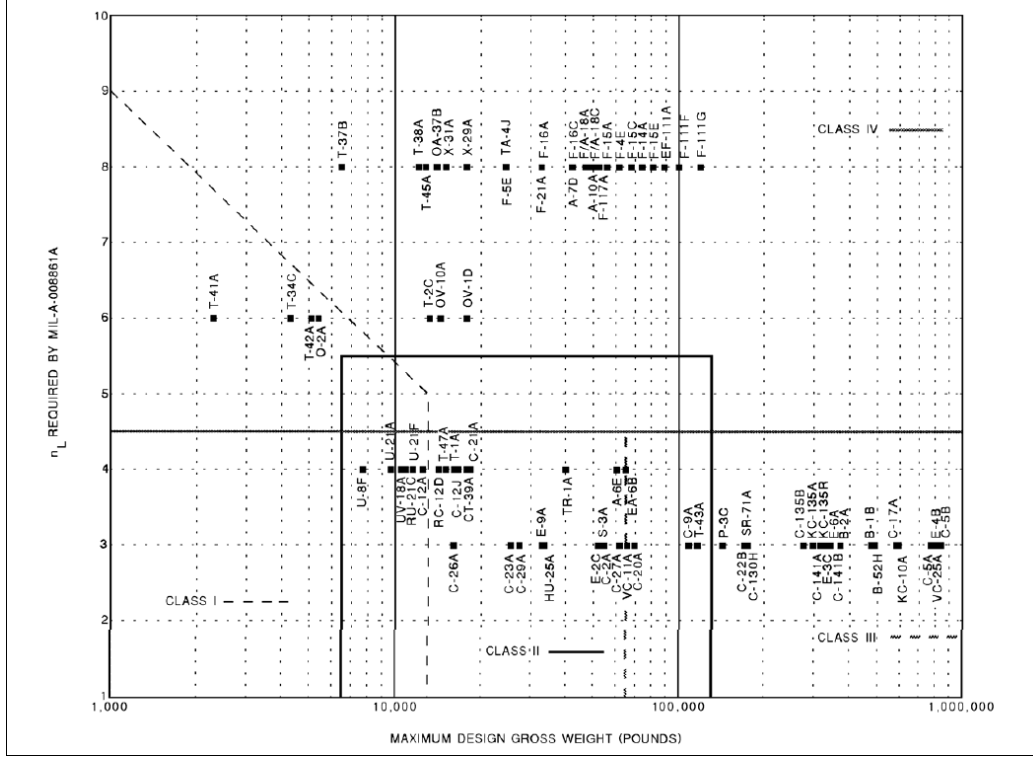 10
9
8
7
6
5
4
3
2
1
n_L REQUIRED BY MIL-A-008861A
T-37B
T-38A
OA-37B
X-31A
X-29A
TA-4J
F-16A
F-16C
F/A-18A
F/A-18C
F-15A
F-4E
F-15C
F-14A
F-15E
EF-111A
F-111F
F-111G
CLASS IV
T-45A
F-5E
F-21A
A-7D
A-10A
F-117A
T-41A
T-34C
T-2C
OV-10A
OV-1D
T-42A
O-2A
U-21A
U-21F
T-47A
T-1A
C-21A
U-8F
UV-18A
RU-21C
C-12A
RC-12D
C-12J
CT-39A
TR-1A
A-6E
EA-6B
E-9A
S-3A
C-9A
T-43A
P-3C
SR-71A
C-135B
KC-135A
KC-135R
E-6A
B-2A
B-1B
C-17A
E-4B
C-5B
C-26A
C-23A
C-29A
HU-25A
E-2C
C-2A
C-27A
VC-11A
C-20A
C-22B
C-130H
C-141A
E-3C
C-141B
B-52H
KC-10A
C-5A
VC-25A
CLASS I
CLASS II
CLASS III
1,000
10,000
100,000
1,000,000
MAXIMUM DESIGN GROSS WEIGHT (POUNDS)